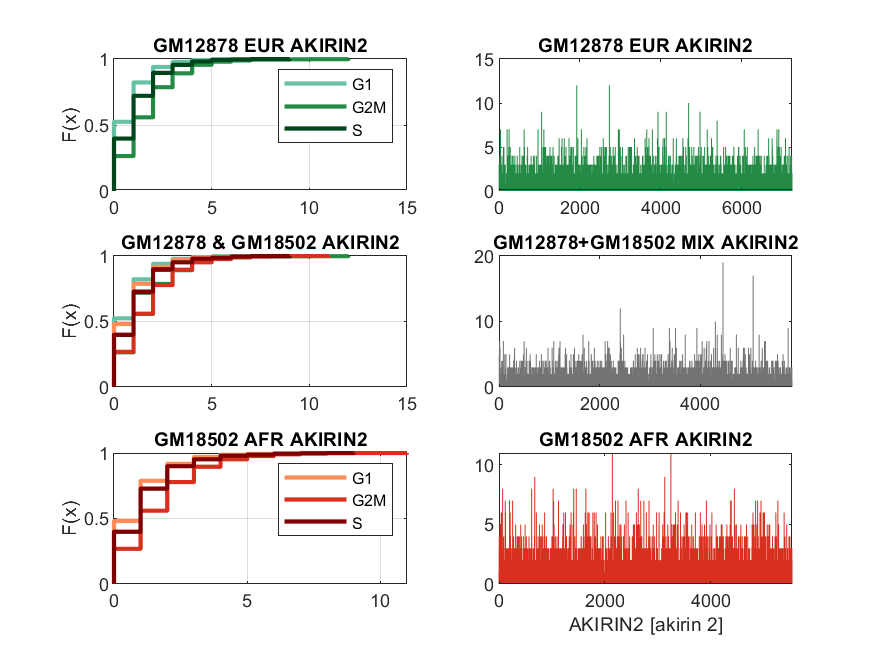 GM12878 EUR AKIRIN2
F(x)
1
0.5
0
0 5 10 15
G1
G2M
S
GM12878 EUR AKIRIN2
15
10
5
0
0 2000 4000 6000
GM12878 & GM18502 AKIRIN2
F(x)
1
0.5
0
0 5 10 15
GM12878+GM18502 MIX AKIRIN2
20
10
0
0 2000 4000
GM18502 AFR AKIRIN2
F(x)
1
0.5
0
0 5 10
G1
G2M
S
GM18502 AFR AKIRIN2
10
5
0
0 2000 4000
AKIRIN2 [akirin 2]